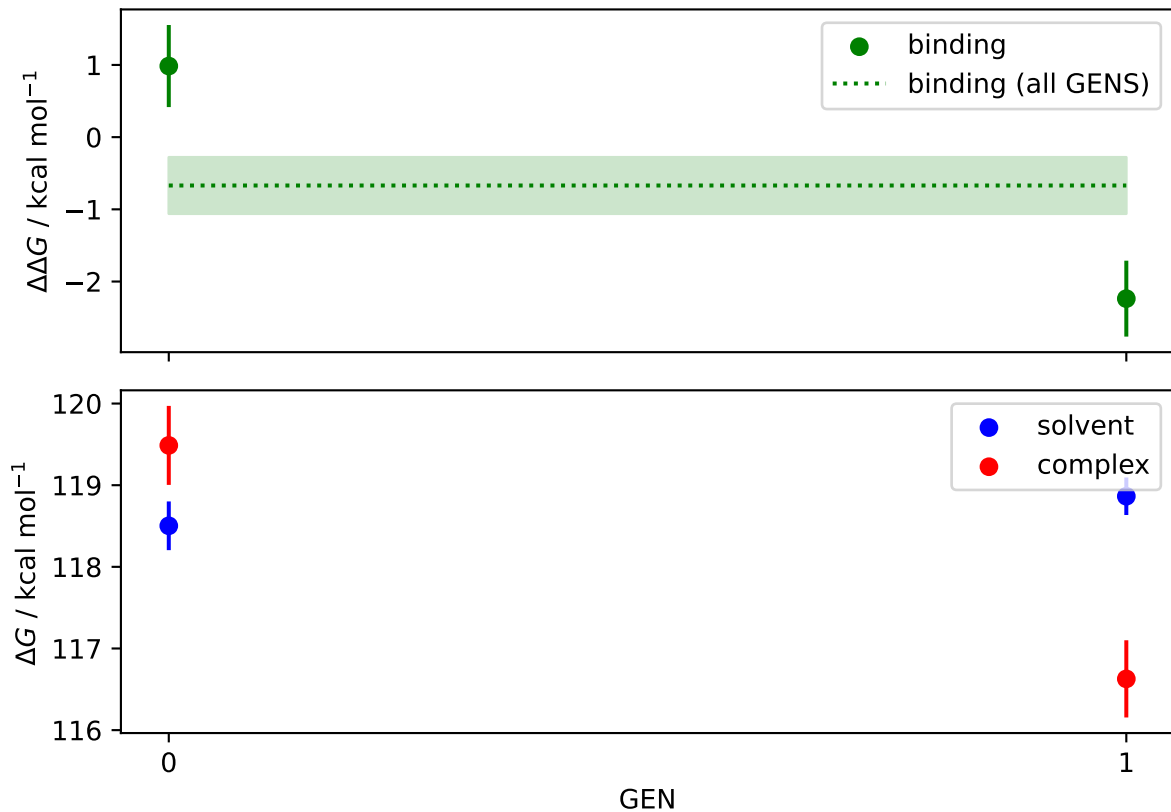 ΔΔG / kcal mol⁻¹
1
0
−1
−2
binding
binding (all GENS)
ΔG / kcal mol⁻¹
120
119
118
117
116
solvent
complex
0
1
GEN